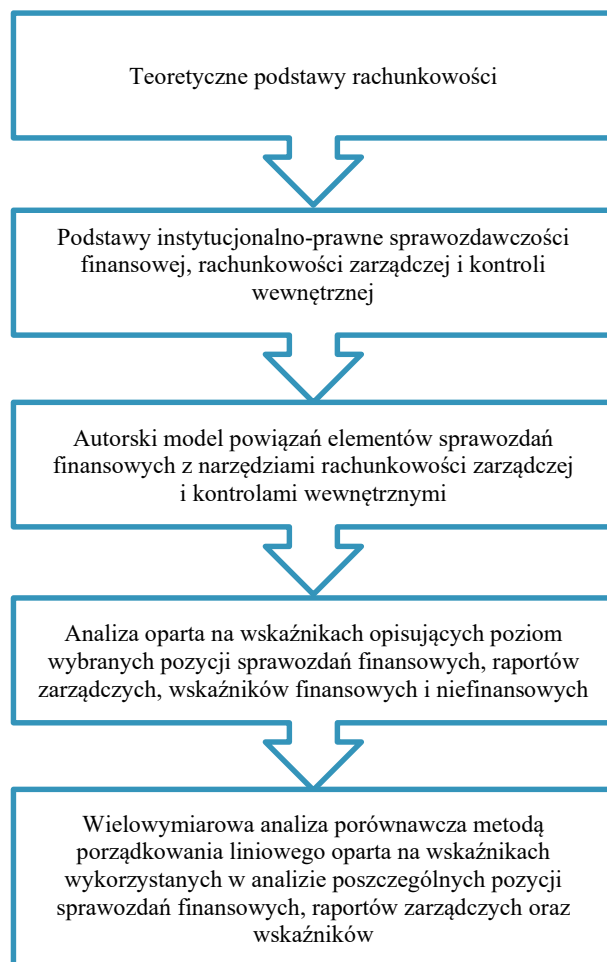 Teoretyczne podstawy rachunkowości
Podstawy instytucjonalno-prawne sprawozdawczości
finansowej, rachunkowości zarządczej i kontroli
wewnętrznej
Autorski model powiązań elementów sprawozdań
finansowych z narzędziami rachunkowości zarządczej
i kontrolami wewnętrznymi
Analiza oparta na wskaźnikach opisujących poziom
wybranych pozycji sprawozdań finansowych, raportów
zarządczych, wskaźników finansowych i niefinansowych
Wielowymiarowa analiza porównawcza metodą
porządkowania liniowego oparta na wskaźnikach
wykorzystanych w analizie poszczególnych pozycji
sprawozdań finansowych, raportów zarządczych oraz
wskaźników